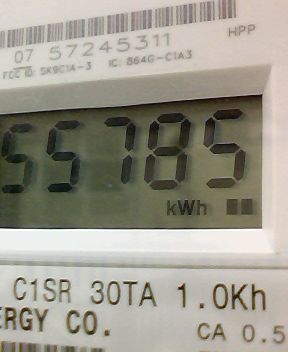 07 57245311
HPP
FCC ID: SK9C1A-3 IC: 864G-C1A3
55785
kWh
C1SR 30TA 1.0Kh
ERGY CO.
CA 0.5